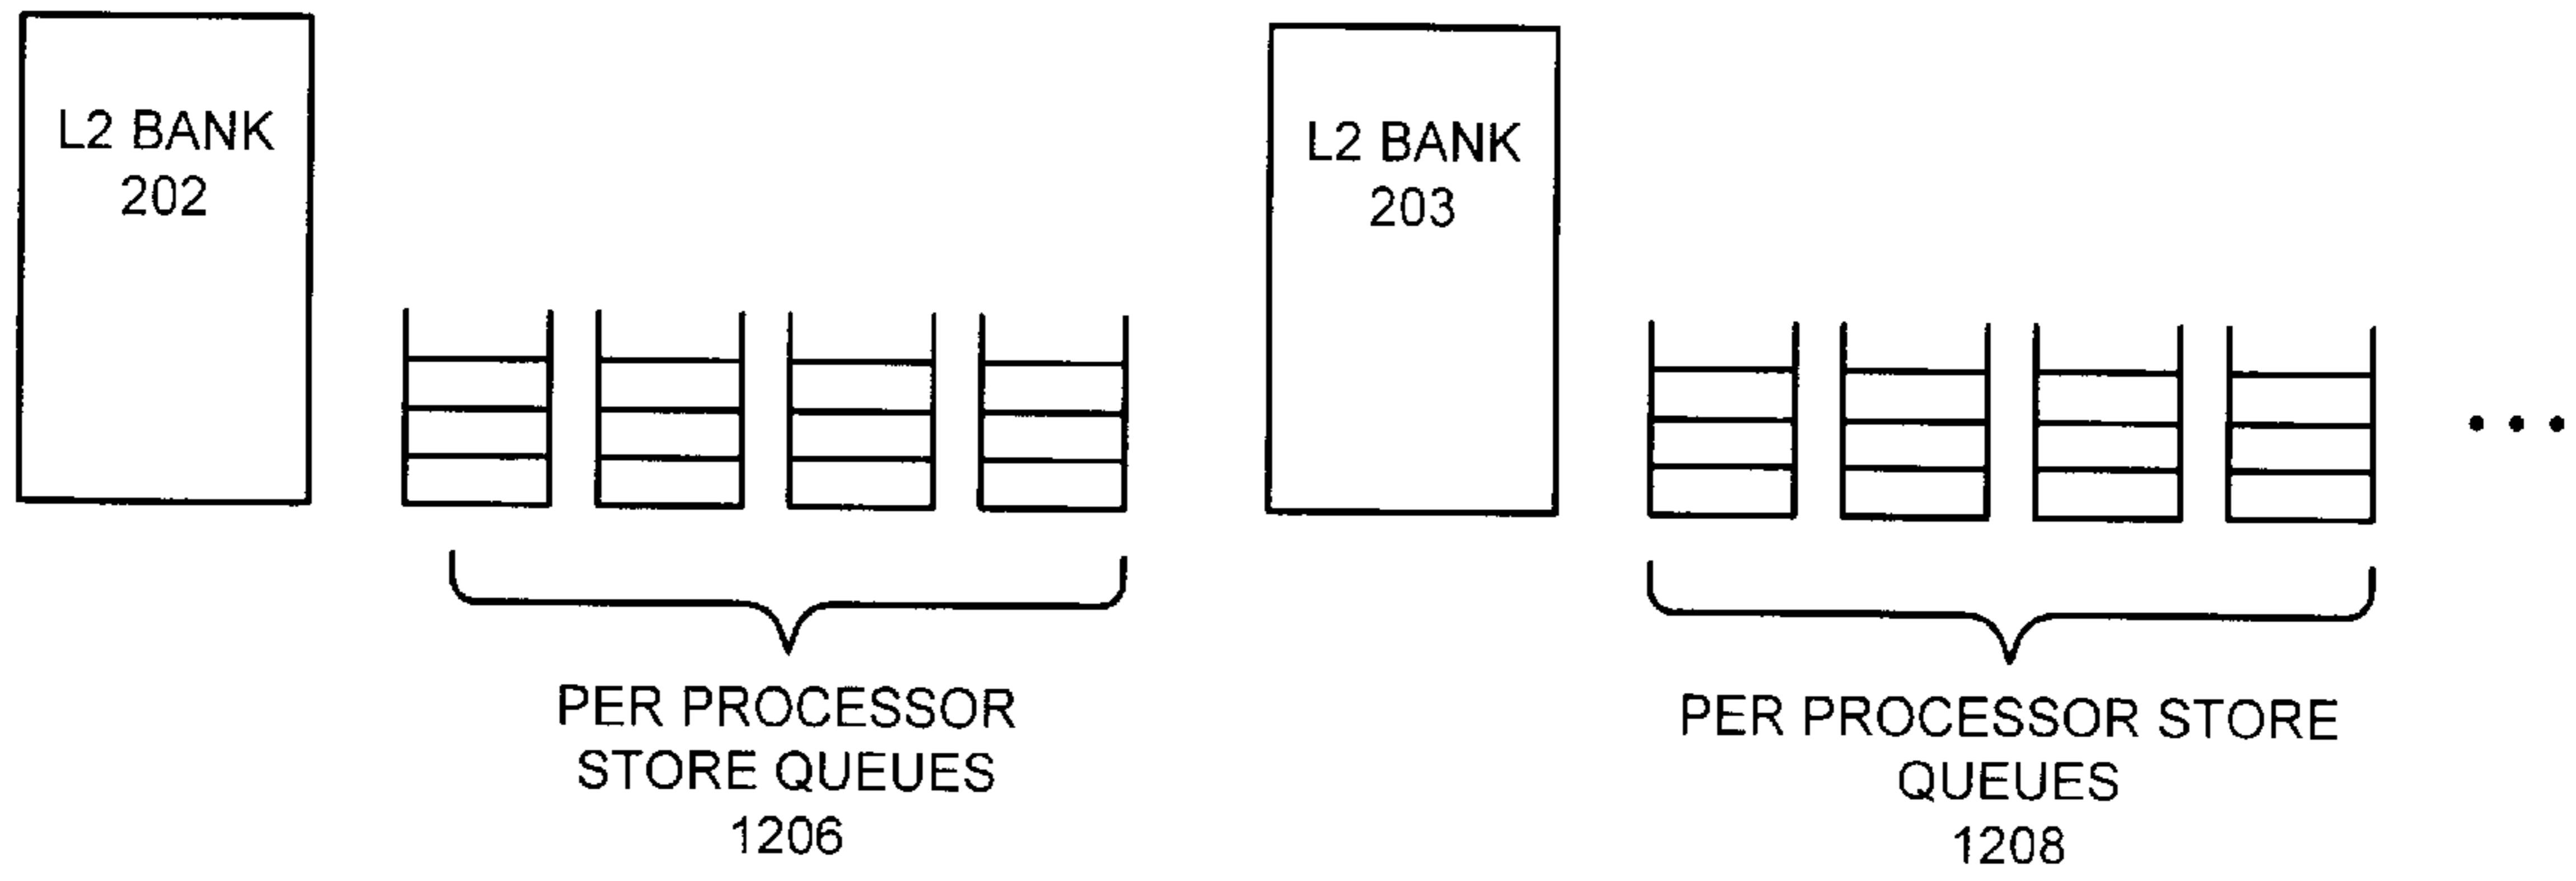 L2 BANK
202
L2 BANK
203
PER PROCESSOR
STORE QUEUES
1206
PER PROCESSOR STORE
QUEUES
1208